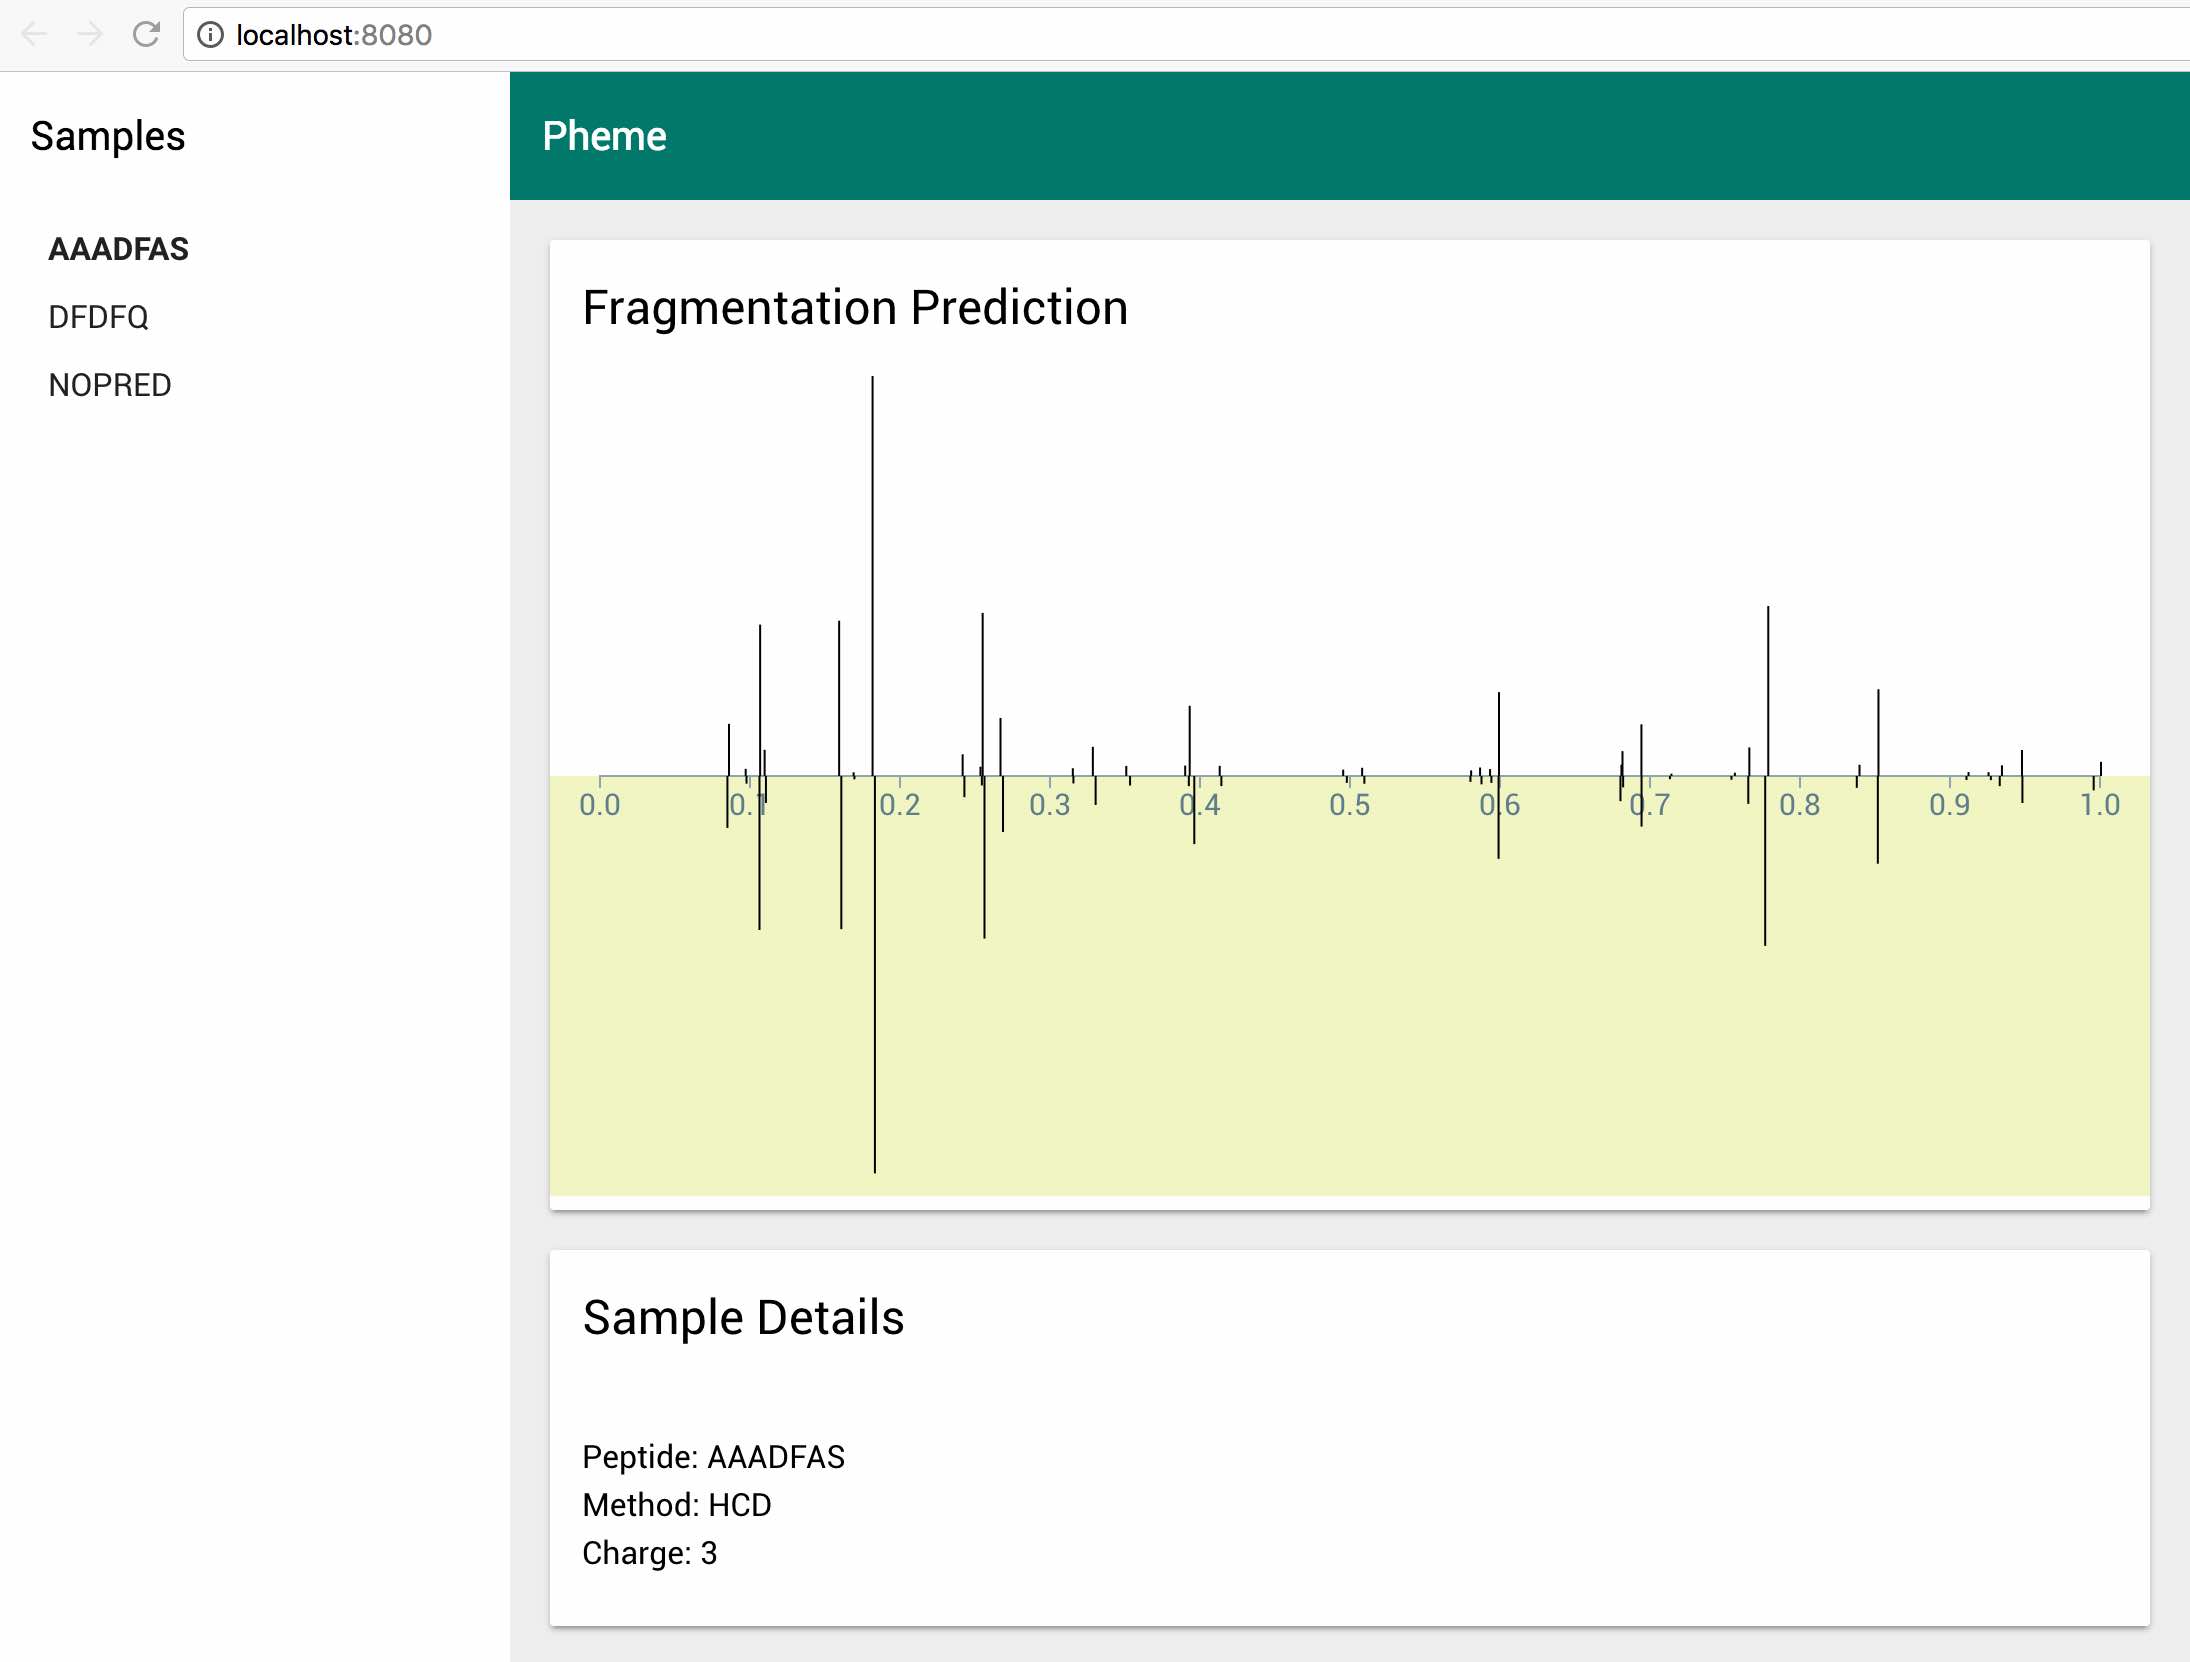 localhost:8080
Samples
AAADFAS
DFDFQ
NOPRED
Pheme
Fragmentation Prediction
0.0 0.1 0.2 0.3 0.4 0.5 0.6 0.7 0.8 0.9 1.0
Sample Details
Peptide: AAADFAS
Method: HCD
Charge: 3